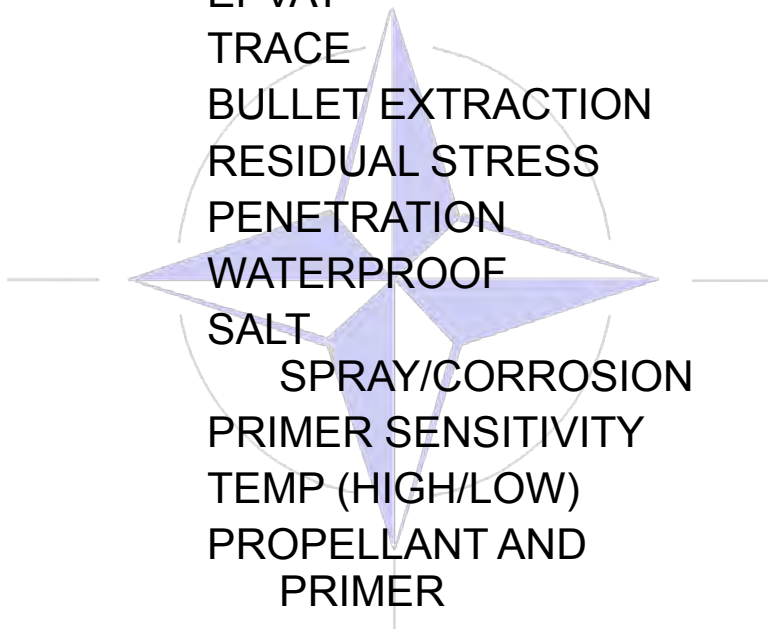 TRACE
BULLET EXTRACTION
RESIDUAL STRESS
PENETRATION
WATERPROOF
SALT
SPRAY/CORROSION
PRIMER SENSITIVITY
TEMP (HIGH/LOW)
PROPELLANT AND
PRIMER